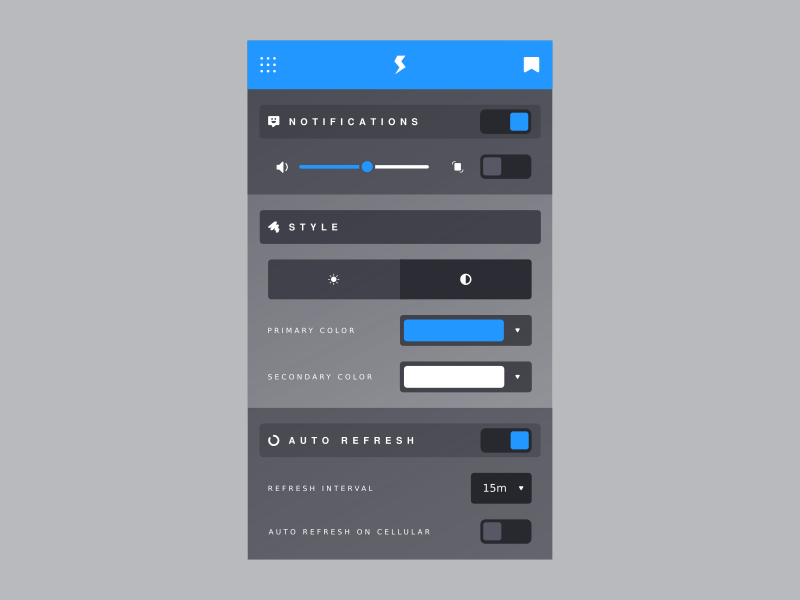 NOTIFICATIONS
STYLE
PRIMARY COLOR
SECONDARY COLOR
AUTO REFRESH
REFRESH INTERVAL
15m
AUTO REFRESH ON CELLULAR